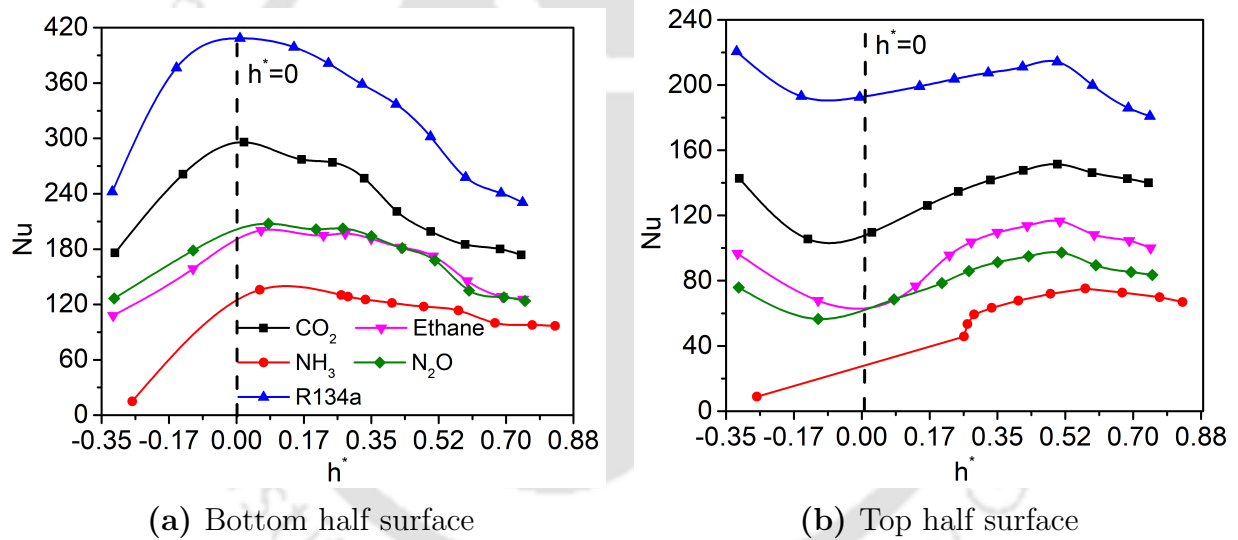 420
360
300
240
180
120
60
0
Nu
h*=0
CO2
Ethane
NH3
N2O
R134a
-0.35 -0.17 0.00 0.17 0.35 0.52 0.70 0.88
h*
(a) Bottom half surface
240
200
160
120
80
40
0
Nu
h*=0
-0.35 -0.17 0.00 0.17 0.35 0.52 0.70 0.88
h*
(b) Top half surface